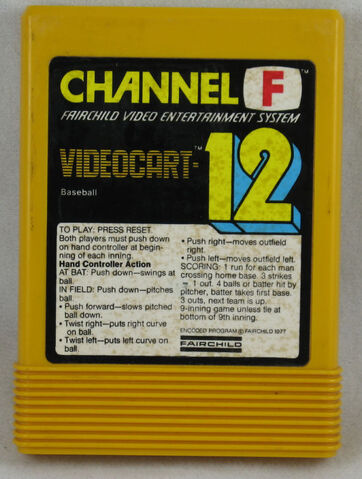 CHANNEL F™
FAIRCHILD VIDEO ENTERTAINMENT SYSTEM
VIDEOCART-™12
Baseball
TO PLAY: PRESS RESET.
Both players must push down
on hand controller at begin-
ning of each inning.
Hand Controller Action
AT BAT: Push down—swings at
ball.
IN FIELD: Push down—pitches
ball.
• Push forward—slows pitched
ball down.
• Twist right—puts right curve
on ball.
• Twist left—puts left curve on
ball.
• Push right—moves outfield
right.
• Push left—moves outfield left.
SCORING: 1 run for each man
crossing home base. 3 strikes
= 1 out. 4 balls or batter hit by
pitcher, batter takes first base.
3 outs, next team is up.
9-inning game unless tie at
bottom of 9th inning.
ENCODED PROGRAM © FAIRCHILD 1977
FAIRCHILD